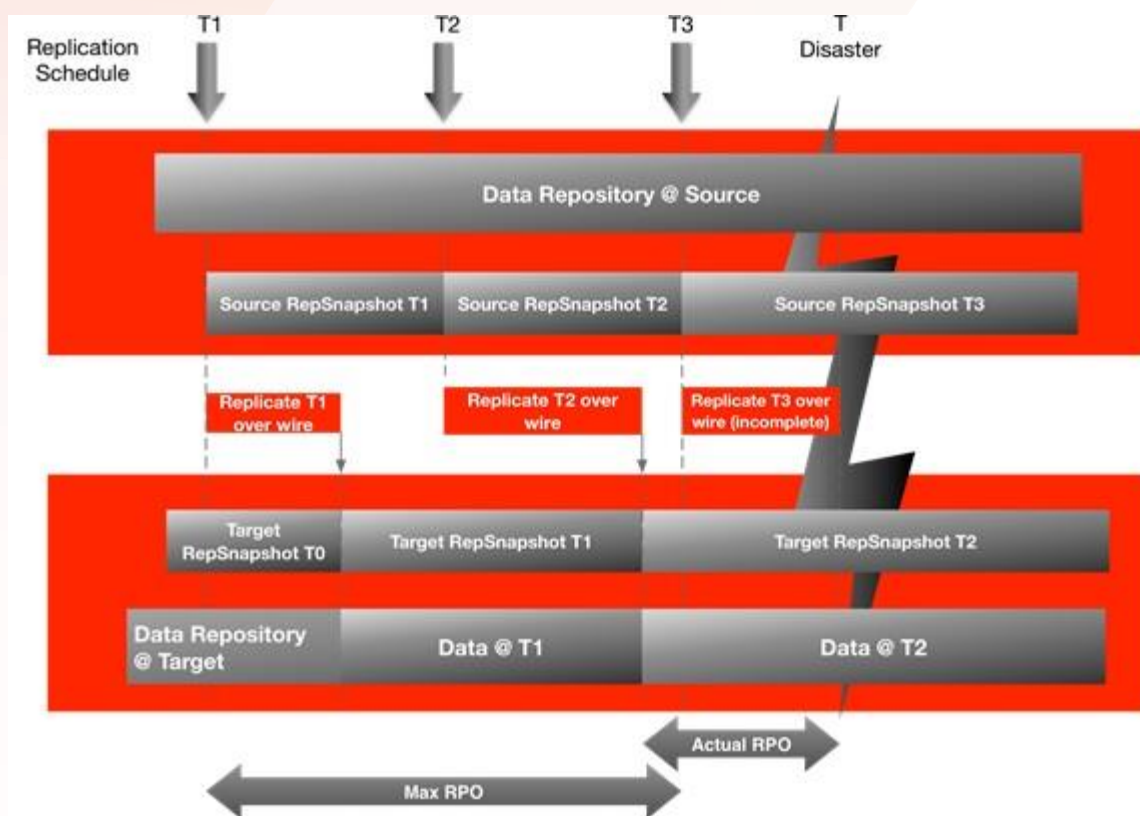 T1
T2
T3
T
Replication
Schedule
Disaster
Data Repository @ Source
Source RepSnapshot T1
Source RepSnapshot T2
Source RepSnapshot T3
Replicate T1
over wire
Replicate T2 over
wire
Replicate T3 over
wire (incomplete)
Target
RepSnapshot T0
Target RepSnapshot T1
Target RepSnapshot T2
Data Repository
@ Target
Data @ T1
Data @ T2
Actual RPO
Max RPO